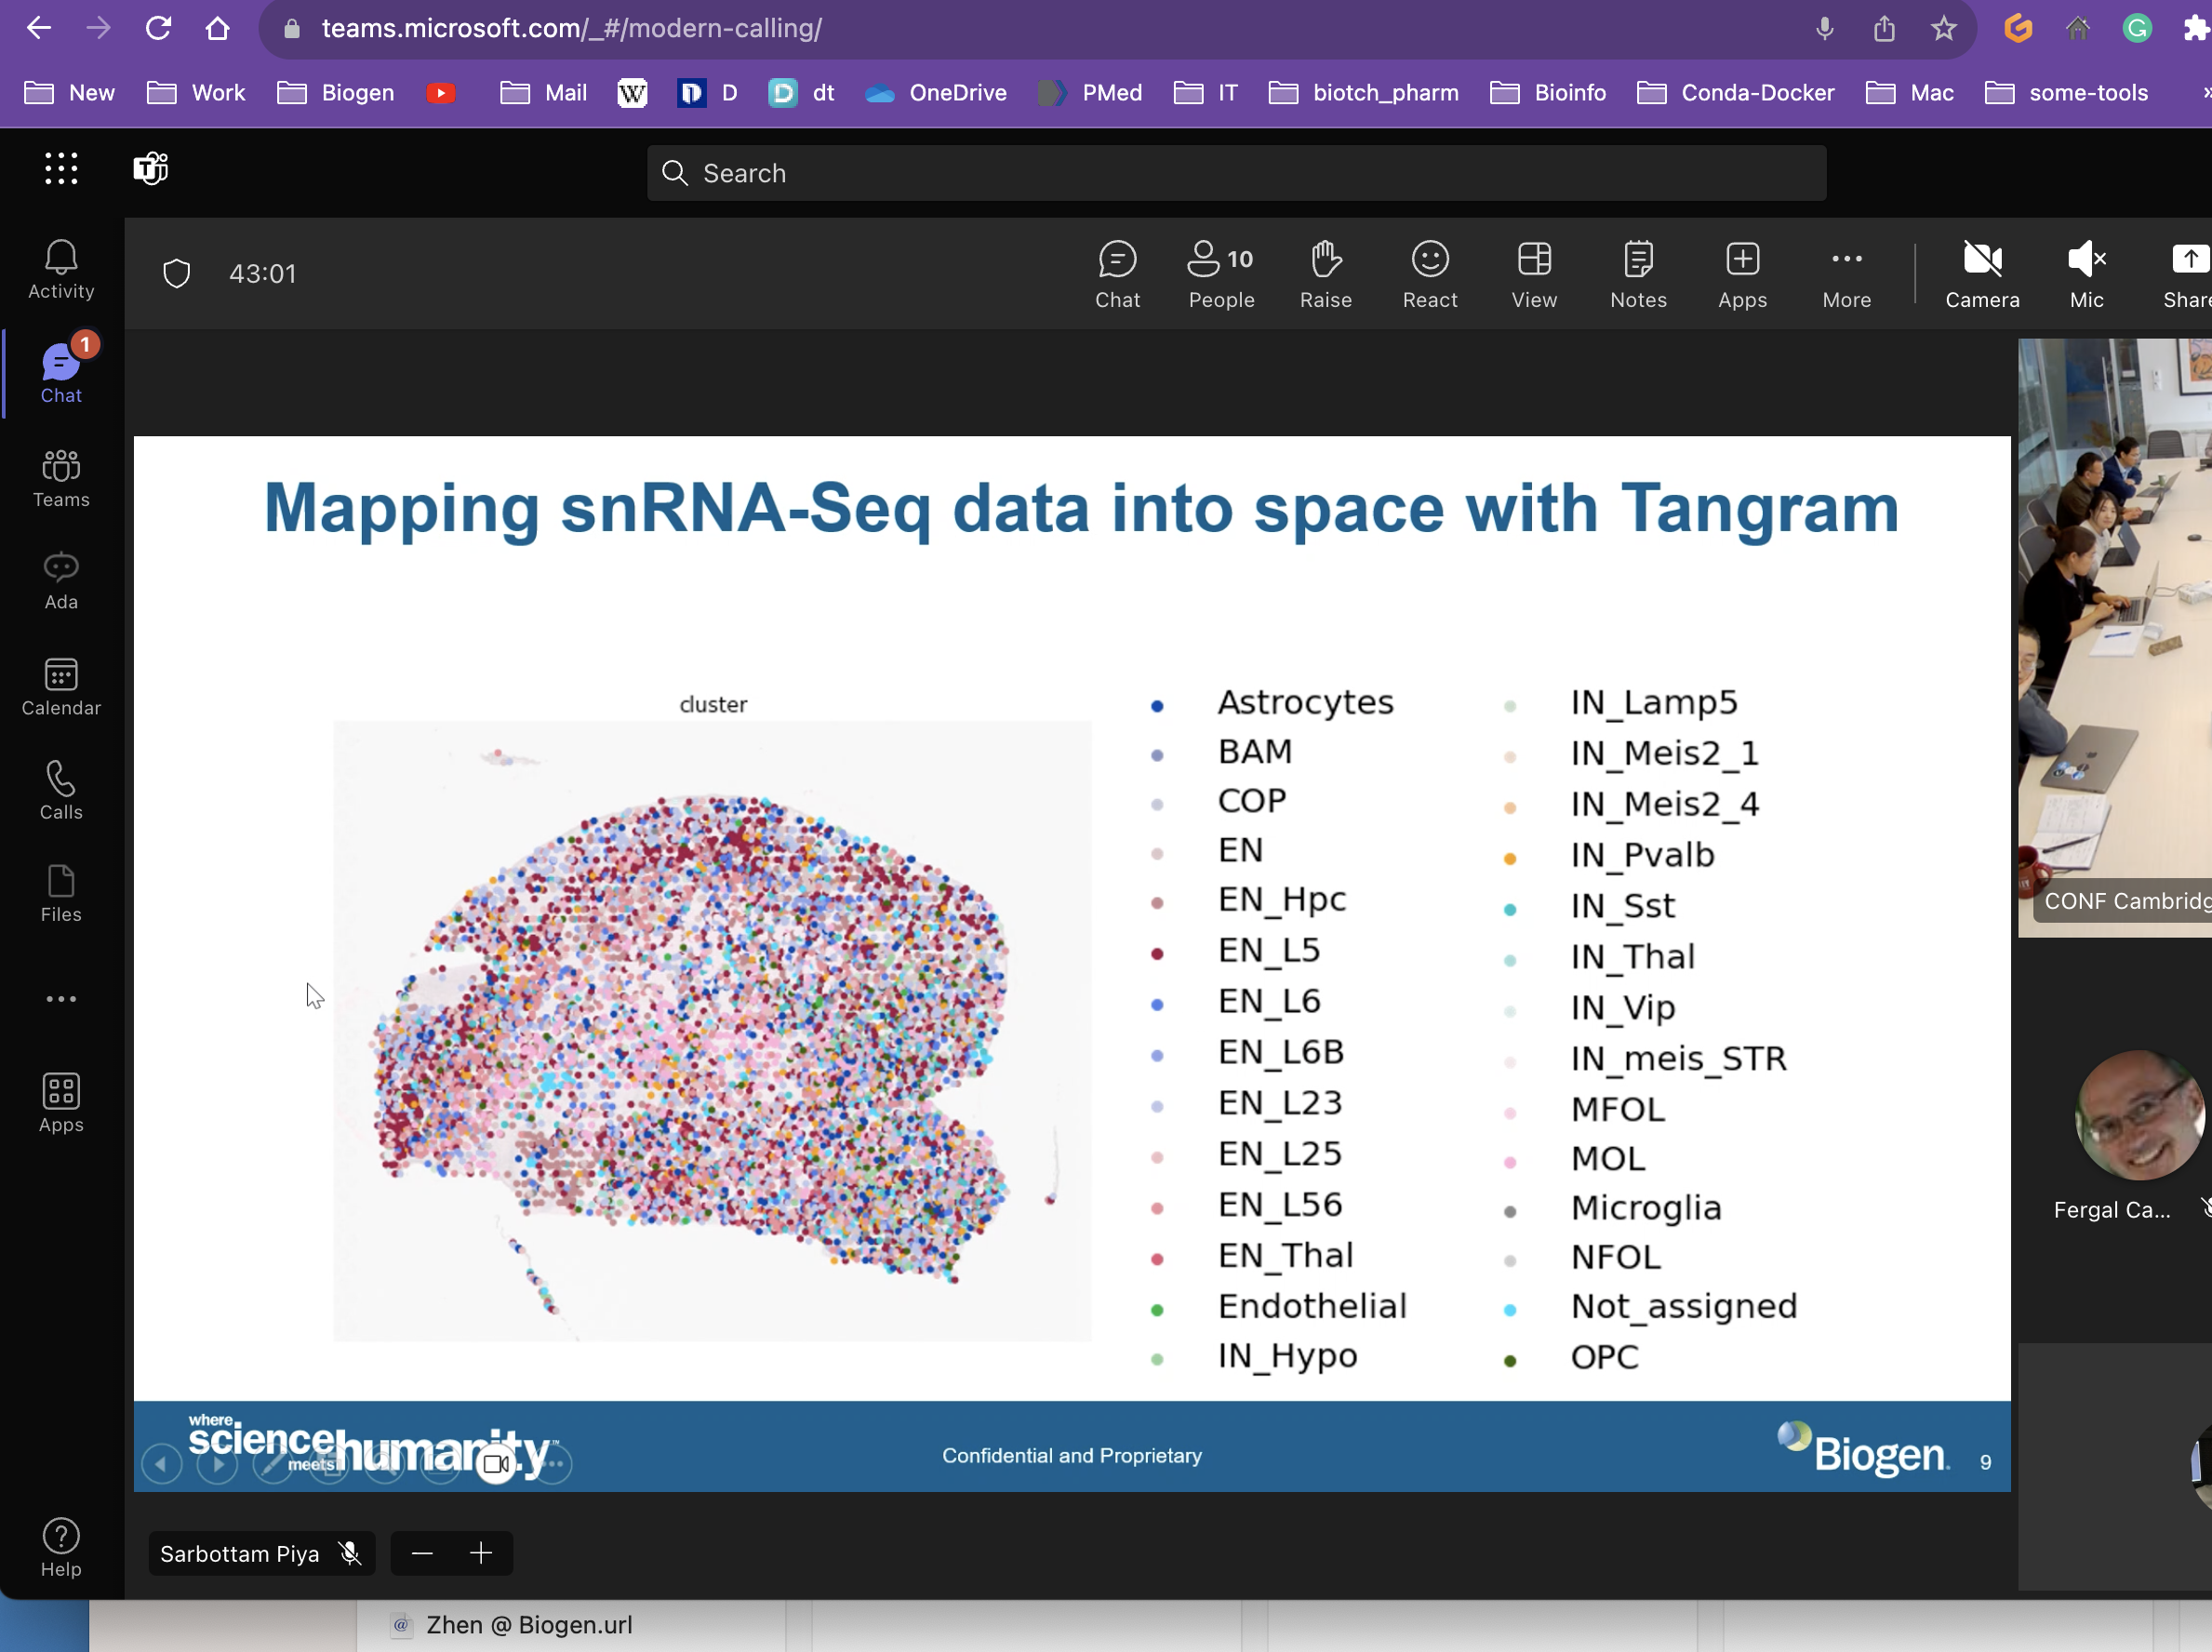 teams.microsoft.com/_#/modern-calling/
New Work Biogen Mail W D dt OneDrive PMed IT biotch_pharm Bioinfo Conda-Docker Mac some-tools »
Search
Activity
1
Chat
Teams
Ada
Calendar
Calls
Files
Apps
Help
43:01
Chat
10
People
Raise
React
View
Notes
Apps
More
Camera
Mic
Share
Mapping snRNA-Seq data into space with Tangram
cluster
Astrocytes
BAM
COP
EN
EN_Hpc
EN_L5
EN_L6
EN_L6B
EN_L23
EN_L25
EN_L56
EN_Thal
Endothelial
IN_Hypo
IN_Lamp5
IN_Meis2_1
IN_Meis2_4
IN_Pvalb
IN_Sst
IN_Thal
IN_Vip
IN_meis_STR
MFOL
MOL
Microglia
NFOL
Not_assigned
OPC
where
science
meets humanity™
Confidential and Proprietary
Biogen.
9
CONF Cambridg
Fergal Ca...
Sarbottam Piya
Zhen @ Biogen.url